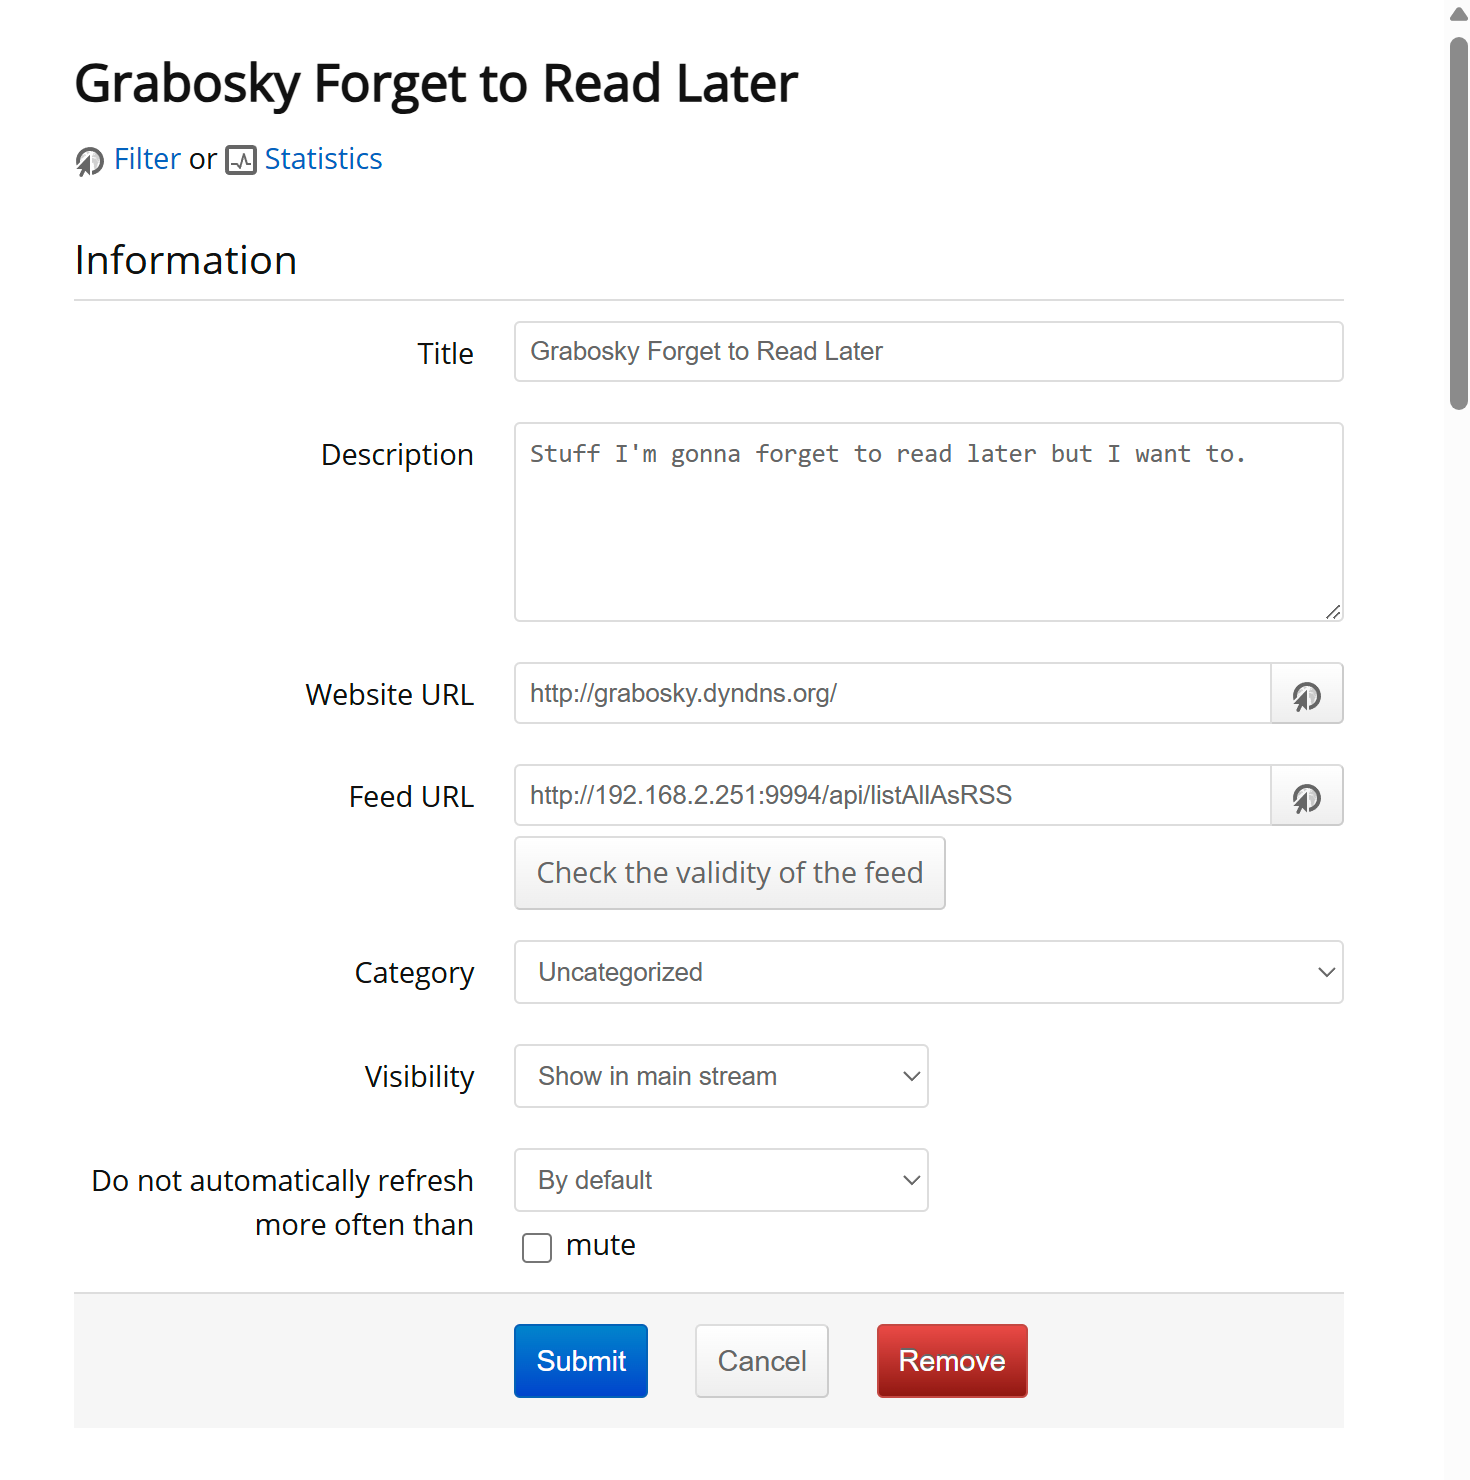 Grabosky Forget to Read Later
Filter or Statistics
Information
Title
Grabosky Forget to Read Later
Description
Stuff I'm gonna forget to read later but I want to.
Website URL
http://grabosky.dyndns.org/
Feed URL
http://192.168.2.251:9994/api/listAllAsRSS
Check the validity of the feed
Category
Uncategorized
Visibility
Show in main stream
Do not automatically refresh
more often than
By default
mute
Submit
Cancel
Remove